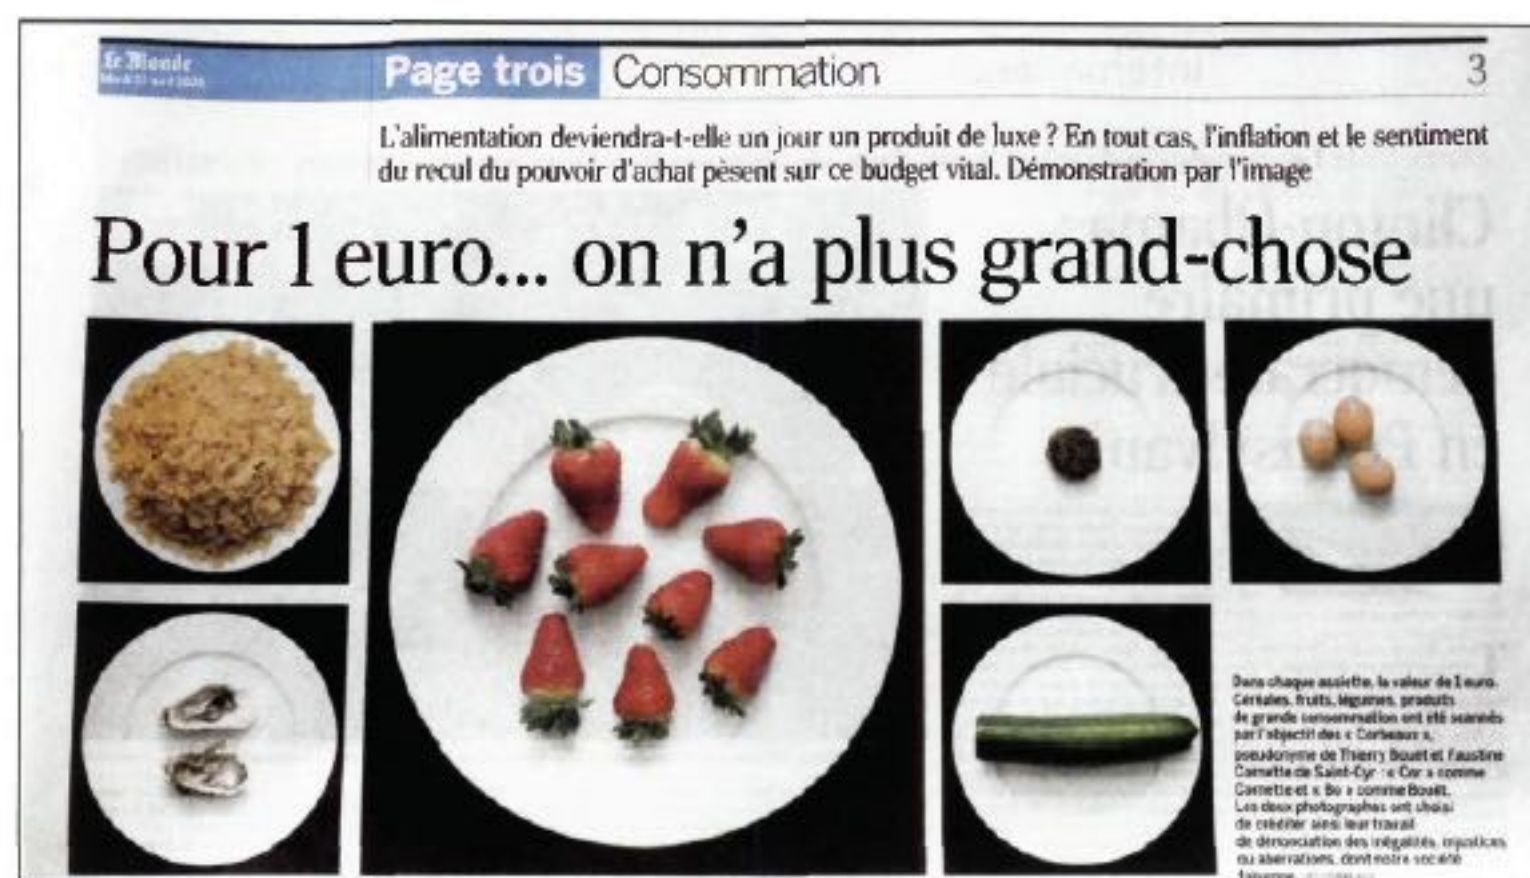 Le Monde
Page trois Consommation 3
L'alimentation deviendra-t-elle un jour un produit de luxe ? En tout cas, l'inflation et le sentiment
du recul du pouvoir d'achat pèsent sur ce budget vital. Démonstration par l'image
Pour 1 euro... on n'a plus grand-chose
Dans chaque assiette, la valeur de 1 euro.
Céréales, fruits, légumes, produits
de grande consommation ont été scannés
par l'objectif des « Corbeaux »,
pseudonyme de Thierry Bouët et Faustine
Cornette de Saint-Cyr : « Cor » comme
Cornette et « Bo » comme Bouët.
Les deux photographes ont choisi
de créditer ainsi leur travail
de dénonciation des inégalités, injustices
ou aberrations, dont notre société